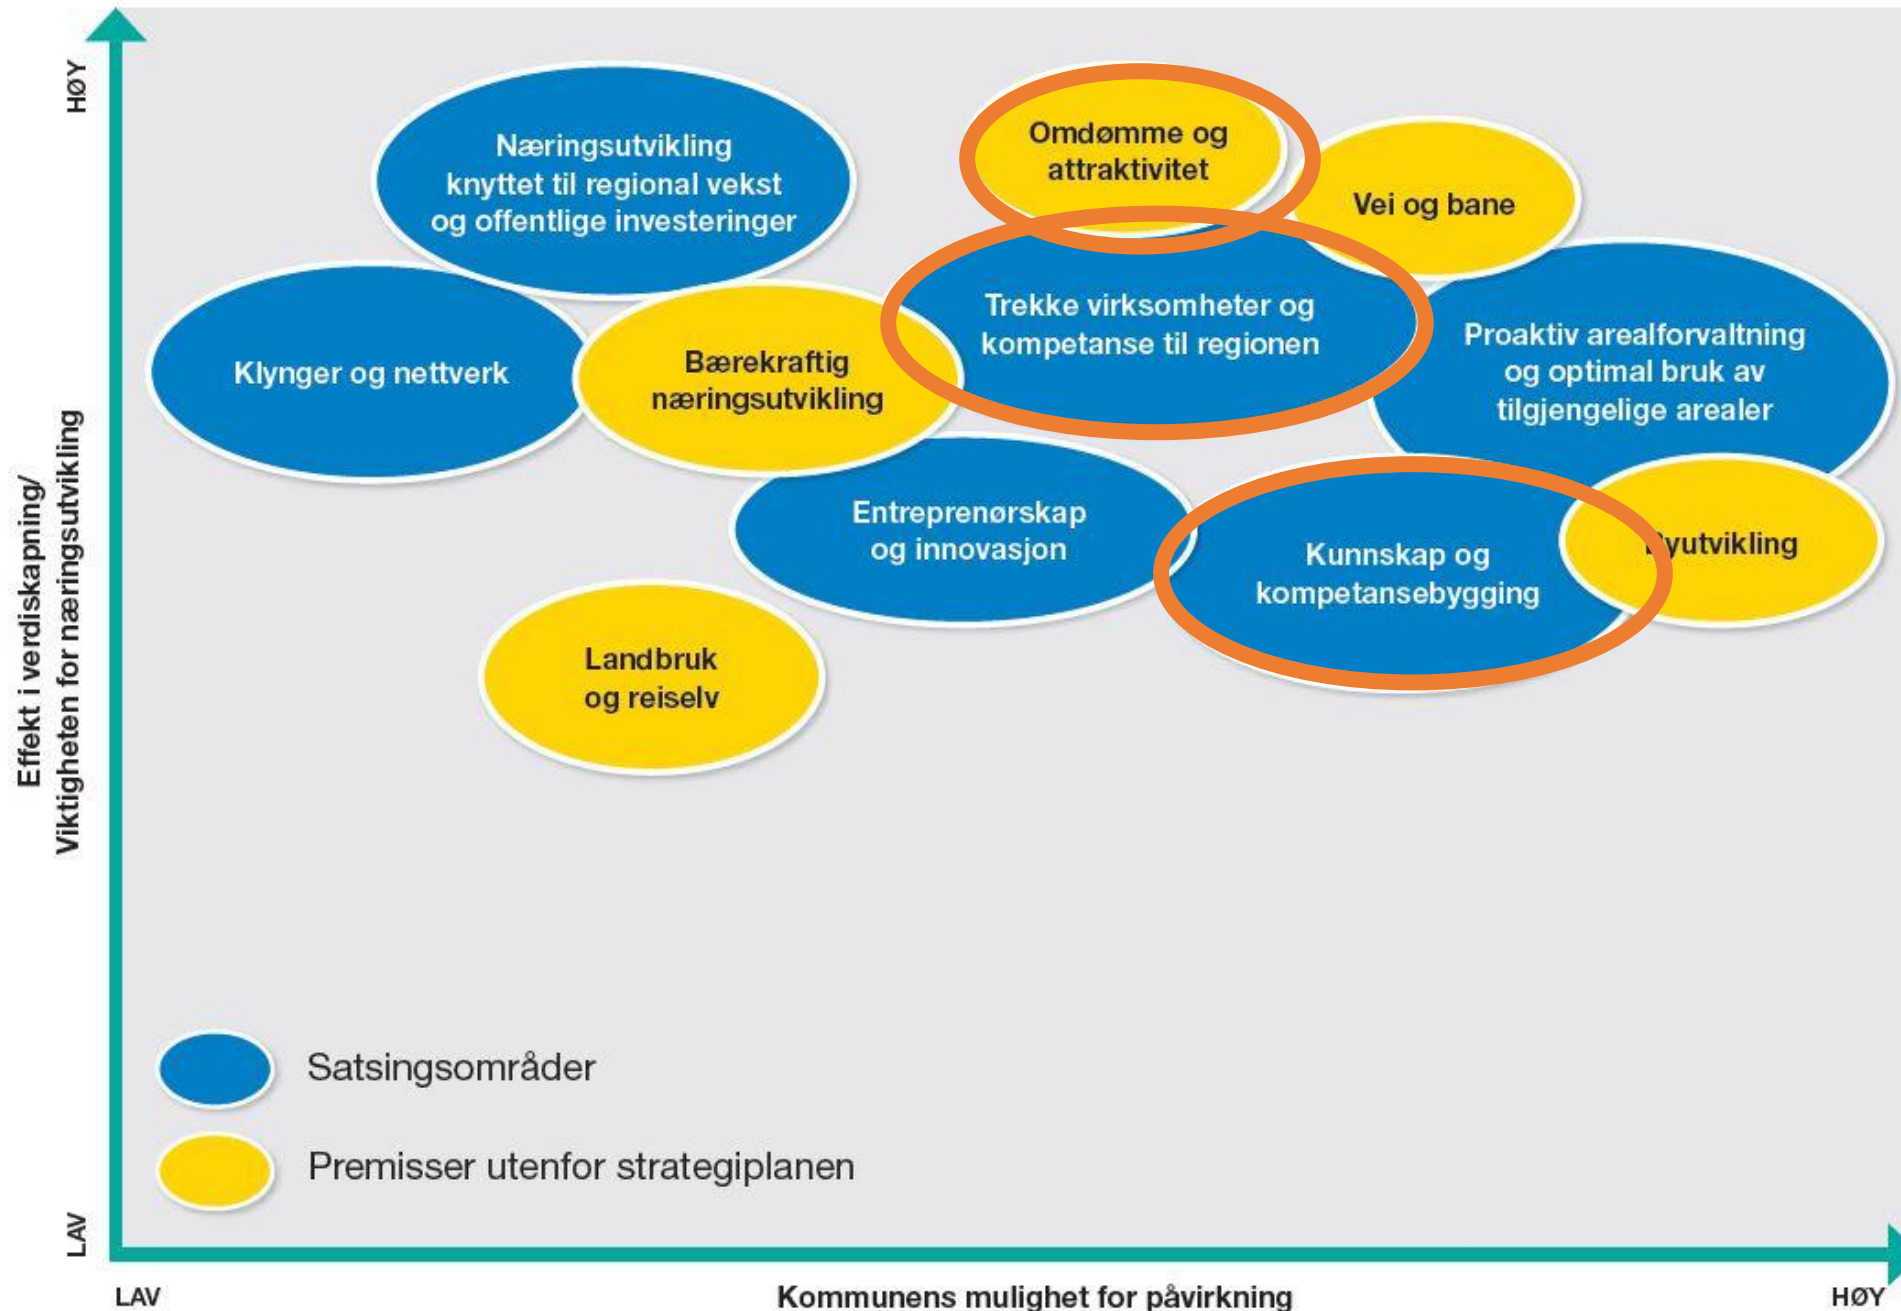 HØY
Effekt i verdiskapning/
Viktigheten for næringsutvikling
LAV
Næringsutvikling
knyttet til regional vekst
og offentlige investeringer
Omdømme og
attraktivitet
Vei og bane
Klynger og nettverk
Bærekraftig
næringsutvikling
Trekke virksomheter og
kompetanse til regionen
Proaktiv arealforvaltning
og optimal bruk av
tilgjengelige arealer
Entreprenørskap
og innovasjon
Kunnskap og
kompetansebygging
Byutvikling
Landbruk
og reiselv
Satsingsområder
Premisser utenfor strategiplanen
LAV
Kommunens mulighet for påvirkning
HØY